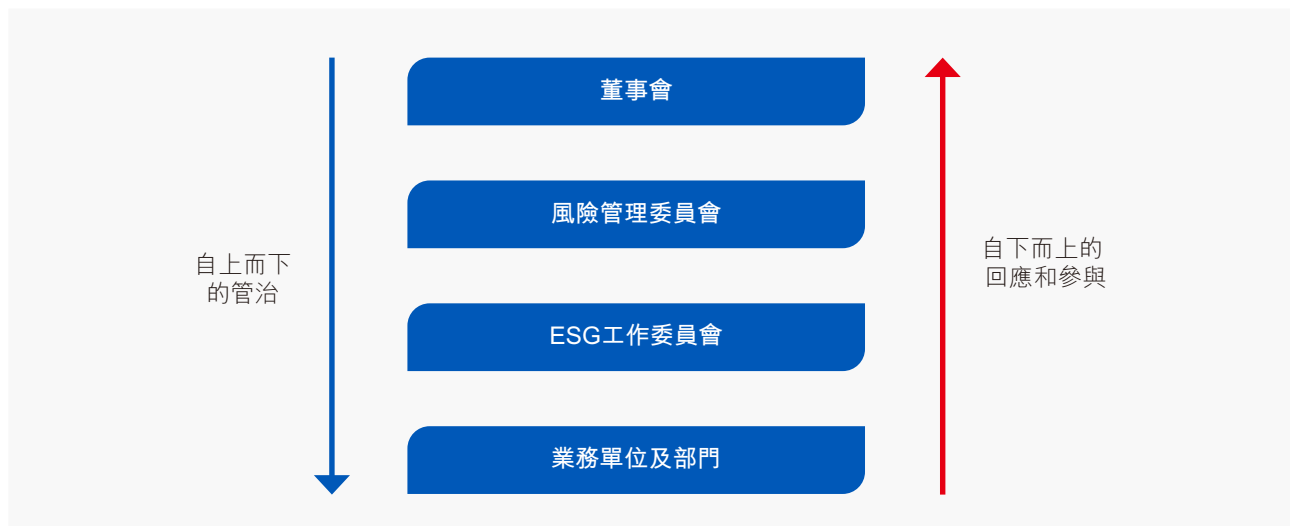 董事會
風險管理委員會
ESG工作委員會
業務單位及部門
自上而下
的管治
自下而上的
回應和參與